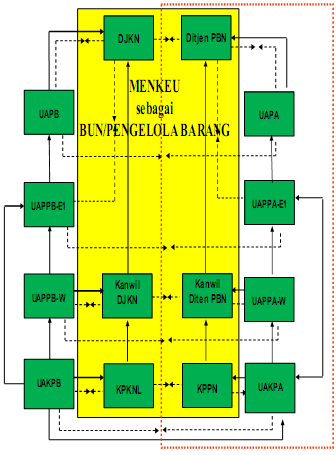 DJKN
Ditjen PBN
MENKEU
sebagai
BUN/PENGELOLA BARANG
UAPB
UAPA
UAPPB-E1
UAPPA-E1
UAPPB-W
Kanwil
DJKN
Kanwil
Diten PBN
UAPPA-W
UAKPB
KPKNL
KPPN
UAKPA